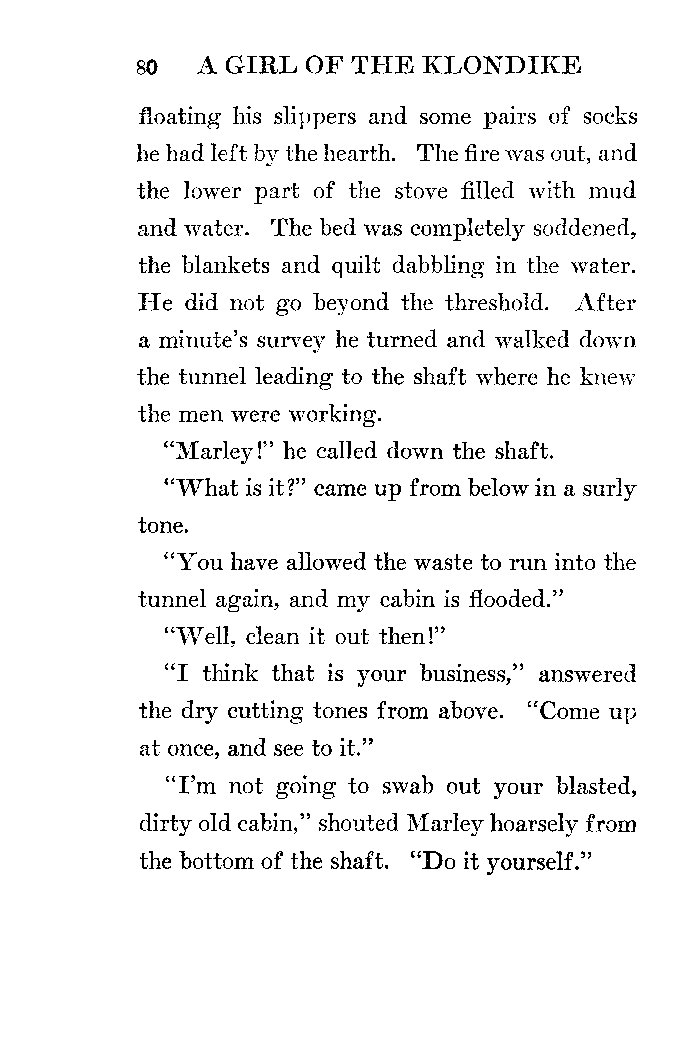 80 A GIRL OF THE KLONDIKE
floating his slippers and some pairs of socks
he had left by the hearth. The fire was out, and
the lower part of the stove filled with mud
and water. The bed was completely soddened,
the blankets and quilt dabbling in the water.
He did not go beyond the threshold. After
a minute's survey he turned and walked down
the tunnel leading to the shaft where he knew
the men were working.
"Marley!" he called down the shaft.
"What is it?" came up from below in a surly
tone.
"You have allowed the waste to run into the
tunnel again, and my cabin is flooded."
"Well, clean it out then!"
"I think that is your business," answered
the dry cutting tones from above. "Come up
at once, and see to it."
"I'm not going to swab out your blasted,
dirty old cabin," shouted Marley hoarsely from
the bottom of the shaft. "Do it yourself."